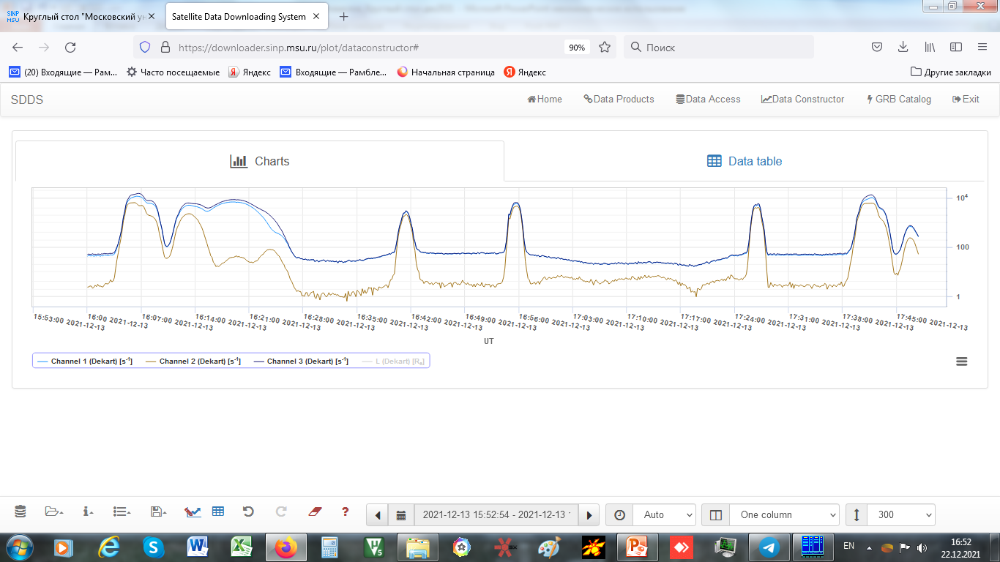 SINP MSU Круглый стол "Московский ун
Satellite Data Downloading System
https://downloader.sinp.msu.ru/plot/dataconstructor#
90%
Поиск
(20) Входящие — Рам...
Часто посещаемые
Яндекс
Входящие — Рамбле...
Начальная страница
Яндекс
Другие закладки
SDDS
Home
Data Products
Data Access
Data Constructor
GRB Catalog
Exit
Charts
Data table
10⁴
100
1
15:53:00 2021-12-13
16:00 2021-12-13
16:07:00 2021-12-13
16:14:00 2021-12-13
16:21:00 2021-12-13
16:28:00 2021-12-13
16:35:00 2021-12-13
16:42:00 2021-12-13
16:49:00 2021-12-13
16:56:00 2021-12-13
17:03:00 2021-12-13
17:10:00 2021-12-13
17:17:00 2021-12-13
17:24:00 2021-12-13
17:31:00 2021-12-13
17:38:00 2021-12-13
17:45:00 2021-12-13
UT
Channel 1 (Dekart) [s⁻¹]
Channel 2 (Dekart) [s⁻¹]
Channel 3 (Dekart) [s⁻¹]
L (Dekart) [Rₑ]
2021-12-13 15:52:54 - 2021-12-13
Auto
One column
300
EN
16:52
22.12.2021